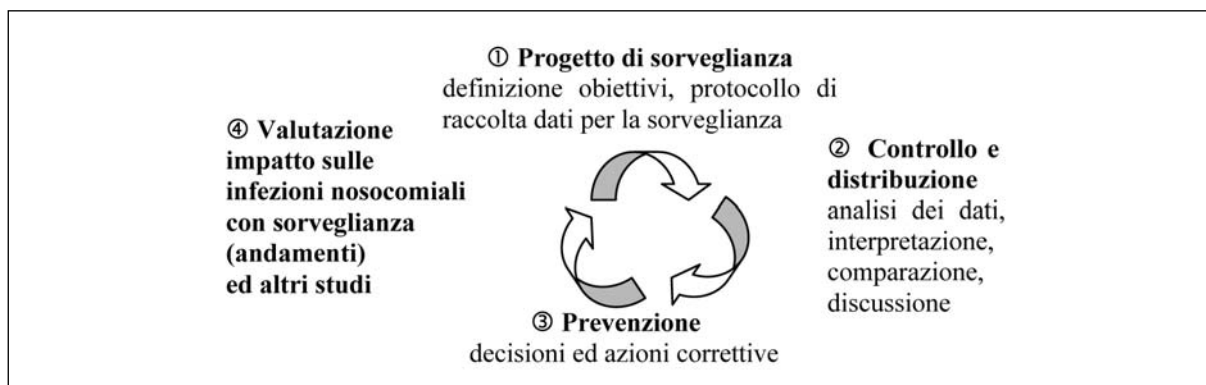 ① Progetto di sorveglianza
definizione obiettivi, protocollo di
raccolta dati per la sorveglianza
② Controllo e
distribuzione
analisi dei dati,
interpretazione,
comparazione,
discussione
③ Prevenzione
decisioni ed azioni correttive
④ Valutazione
impatto sulle
infezioni nosocomiali
con sorveglianza
(andamenti)
ed altri studi